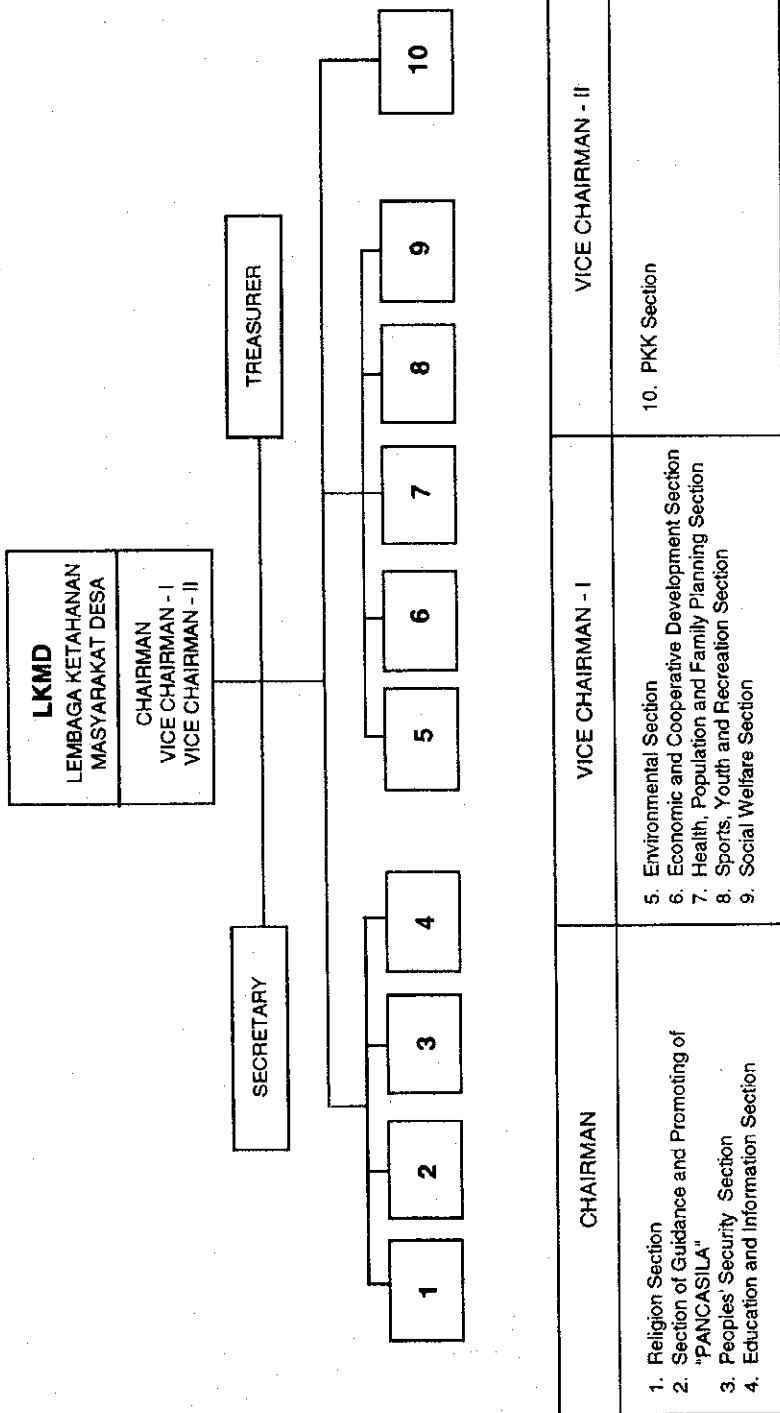 LKMD
LEMBAGA KETAHANAN
MASYARAKAT DESA
CHAIRMAN
VICE CHAIRMAN - I
VICE CHAIRMAN - II
SECRETARY
TREASURER
1
2
3
4
5
6
7
8
9
10
CHAIRMAN
1. Religion Section
2. Section of Guidance and Promoting of
"PANCASILA"
3. Peoples' Security Section
4. Education and Information Section
VICE CHAIRMAN - I
5. Environmental Section
6. Economic and Cooperative Development Section
7. Health, Population and Family Planning Section
8. Sports, Youth and Recreation Section
9. Social Welfare Section
VICE CHAIRMAN - II
10. PKK Section